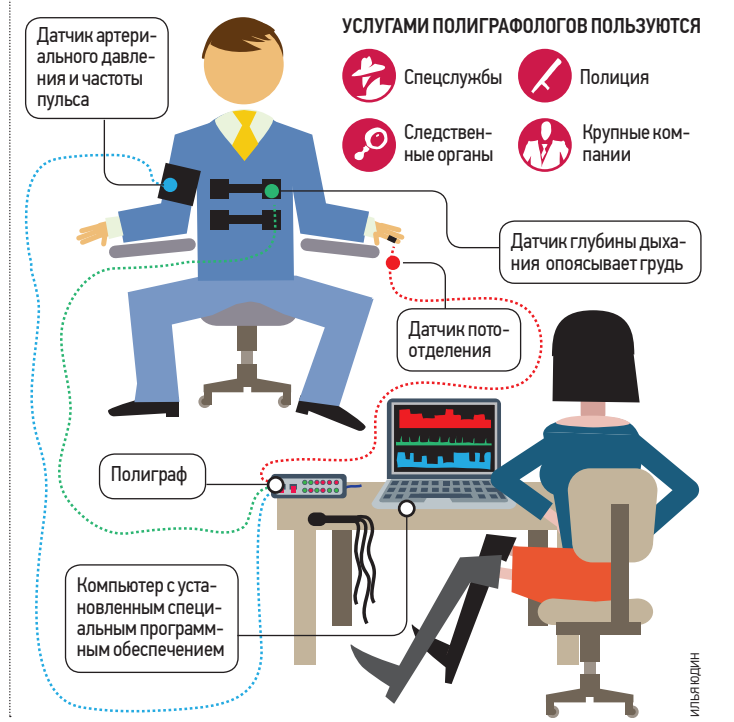 УСЛУГАМИ ПОЛИГРАФОЛОГОВ ПОЛЬЗУЮТСЯ
Спецслужбы
Полиция
Следствен-
ные органы
Крупные ком-
пании
Датчик артери-
ального давле-
ния и частоты
пульса
Датчик глубины дыха-
ния опоясывает грудь
Датчик пото-
отделения
Полиграф
Компьютер с уста-
новленным специ-
альным программ-
ным обеспечением
ИЛЬЯ ЮДИН